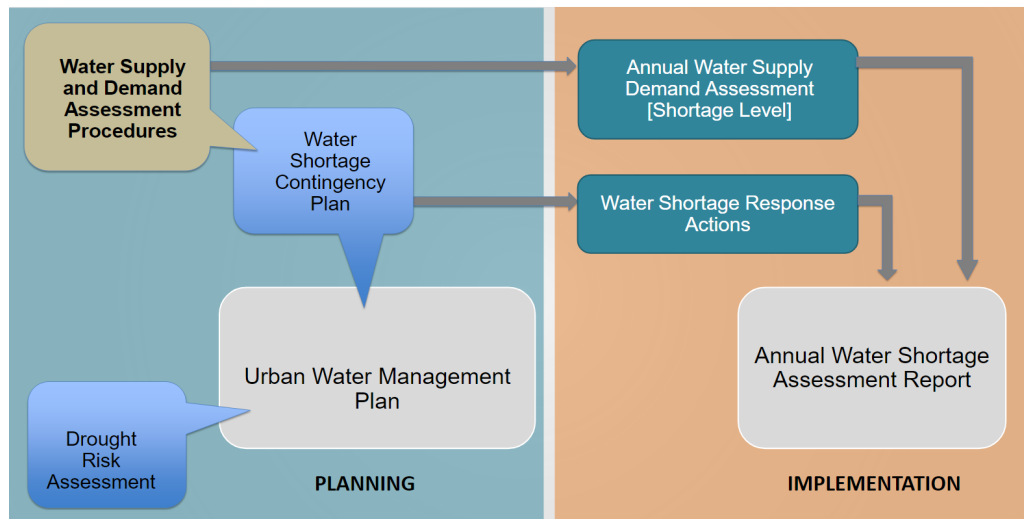 Water Supply
and Demand
Assessment
Procedures
Water
Shortage
Contingency
Plan
Urban Water Management
Plan
Drought
Risk
Assessment
PLANNING
Annual Water Supply
Demand Assessment
[Shortage Level]
Water Shortage Response
Actions
Annual Water Shortage
Assessment Report
IMPLEMENTATION